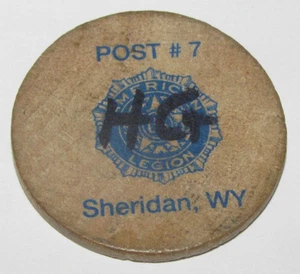 POST # 7
AMERICAN
HG
LEGION
Sheridan, WY